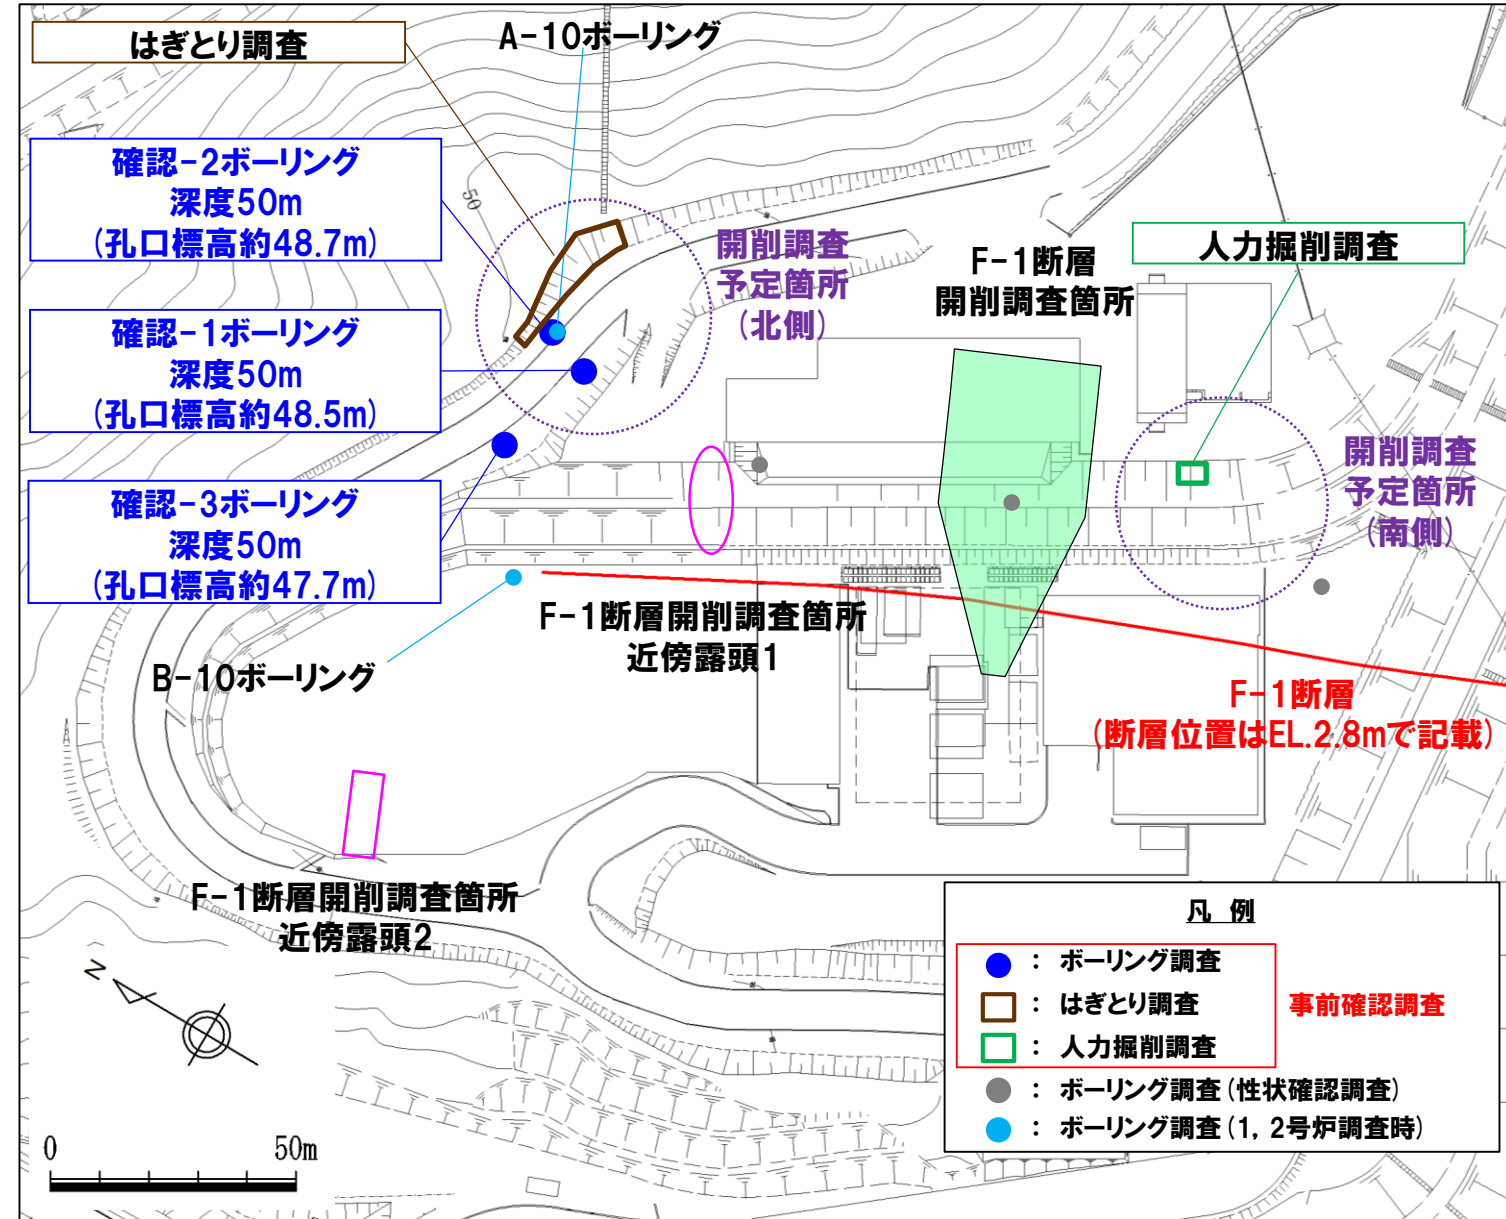 はぎとり調査
A-10ボーリング
確認-2ボーリング
深度50m
(孔口標高約48.7m)
50
開削調査
予定箇所
(北側)
F-1断層
開削調査箇所
人力掘削調査
確認-1ボーリング
深度50m
(孔口標高約48.5m)
開削調査
予定箇所
(南側)
確認-3ボーリング
深度50m
(孔口標高約47.7m)
F-1断層開削調査箇所
近傍露頭1
B-10ボーリング
F-1断層
(断層位置はEL.2.8mで記載)
F-1断層開削調査箇所
近傍露頭2
N
0 50m
凡 例
： ボーリング調査
： はぎとり調査
： 人力掘削調査
事前確認調査
： ボーリング調査(性状確認調査)
： ボーリング調査(1, 2号炉調査時)